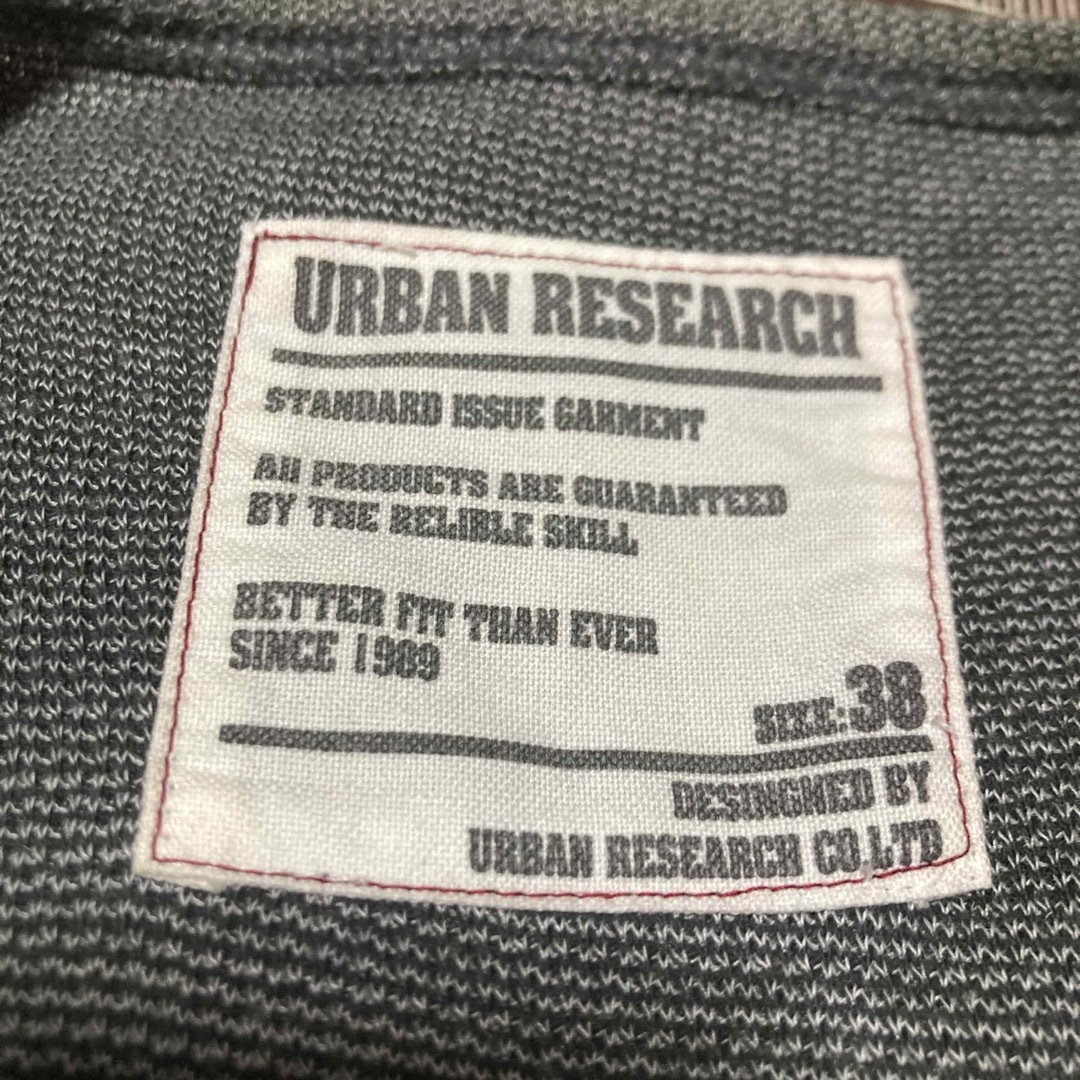 URBAN RESEARCH
STANDARD ISSUE GARMENT
All PRODUCTS ARE GUARANTEED
BY THE RELIBLE SKILL
BETTER FIT THAN EVER
SINCE 1989
SIZE:38
DESINGNED BY
URBAN RESEARCH CO.,LTD